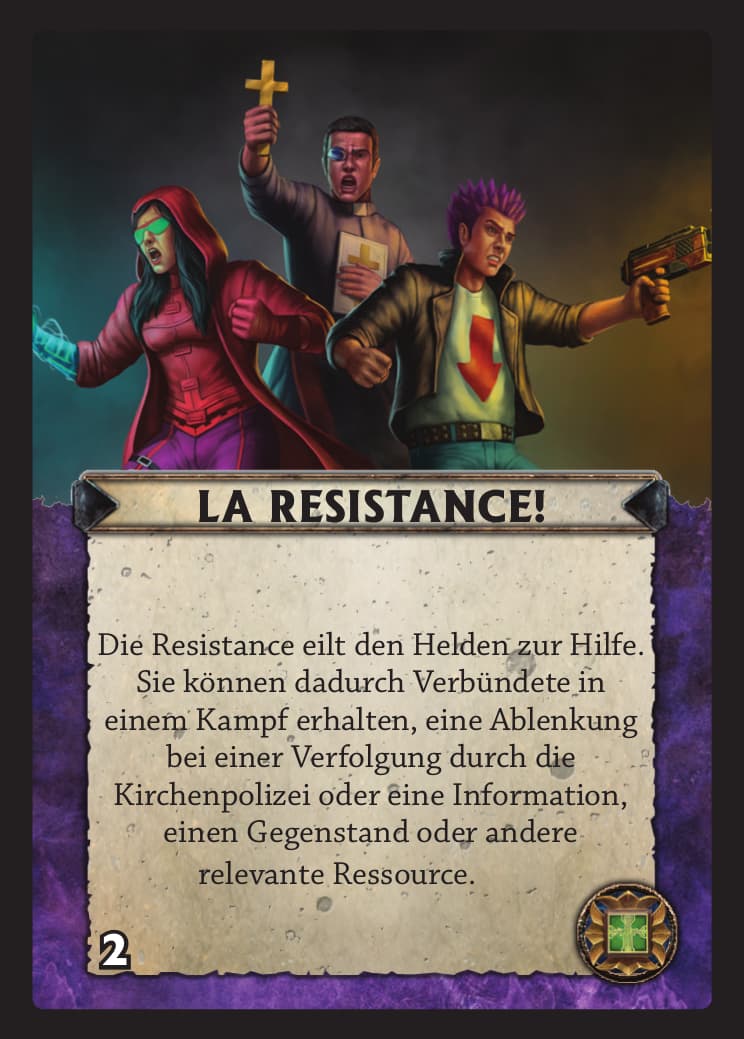 LA RESISTANCE!
Die Resistance eilt den Helden zur Hilfe.
Sie können dadurch Verbündete in
einem Kampf erhalten, eine Ablenkung
bei einer Verfolgung durch die
Kirchenpolizei oder eine Information,
einen Gegenstand oder andere
relevante Ressource.
2